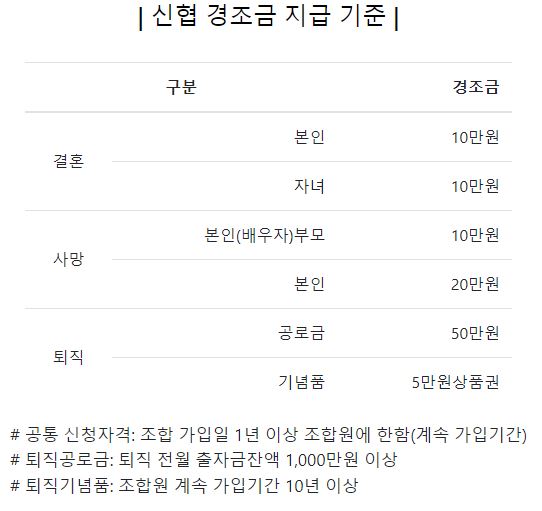 | 신협 경조금 지급 기준 |
구분 경조금
결혼 본인 10만원
자녀 10만원
사망 본인(배우자)부모 10만원
본인 20만원
퇴직 공로금 50만원
기념품 5만원상품권
# 공통 신청자격: 조합 가입일 1년 이상 조합원에 한함(계속 가입기간)
# 퇴직공로금: 퇴직 전월 출자금잔액 1,000만원 이상
# 퇴직기념품: 조합원 계속 가입기간 10년 이상